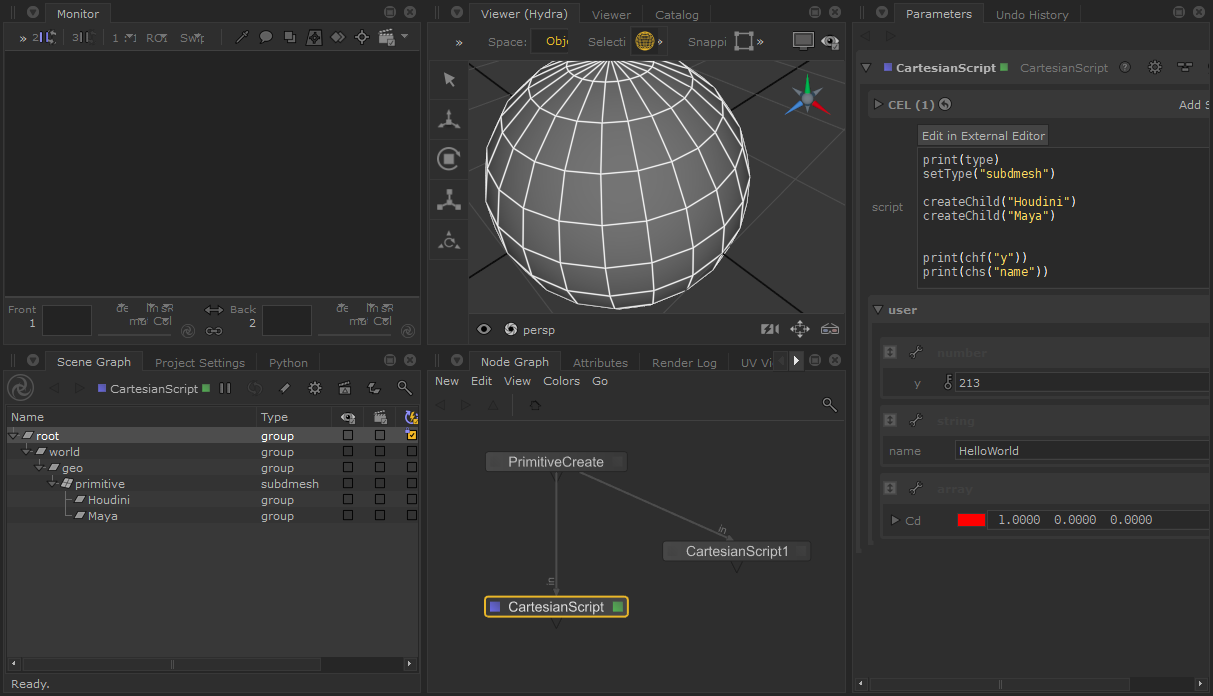 Monitor
» 2
3
1
RO
Swp
Front
1
Back
2
Viewer (Hydra)
Viewer
Catalog
»
Space:
Obj
Selecti
»
Snappi
»
persp
Parameters
Undo History
CartesianScript
CartesianScript
CEL (1)
Add S
Edit in External Editor
script
print(type)
setType("subdmesh")
createChild("Houdini")
createChild("Maya")
print(chf("y"))
print(chs("name"))
user
number
y
213
string
name
HelloWorld
array
Cd
1.0000 0.0000 0.0000
Scene Graph
Project Settings
Python
CartesianScript
Name
Type
root
group
world
group
geo
group
primitive
subdmesh
Houdini
group
Maya
group
Ready.
Node Graph
Attributes
Render Log
UV Vi
New
Edit
View
Colors
Go
PrimitiveCreate
in
CartesianScript1
in
CartesianScript